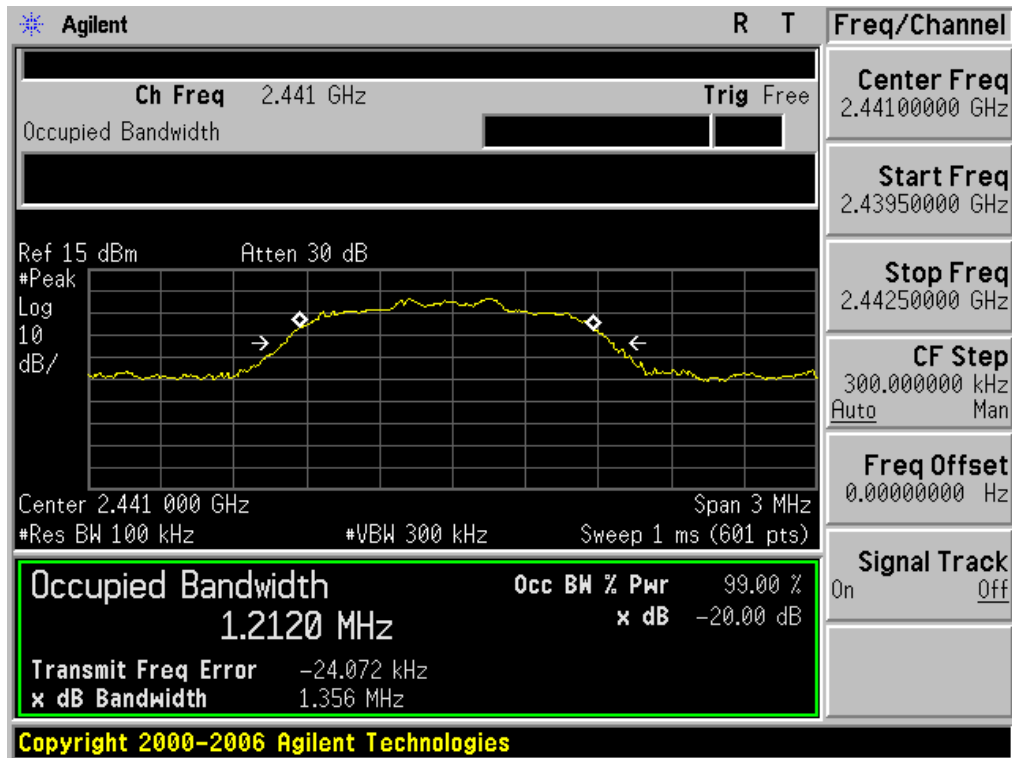 Agilent R T Freq/Channel
Ch Freq 2.441 GHz Trig Free
Occupied Bandwidth
Center Freq
2.44100000 GHz
Start Freq
2.43950000 GHz
Stop Freq
2.44250000 GHz
CF Step
300.000000 kHz
Auto Man
Freq Offset
0.00000000 Hz
Signal Track
On Off
Ref 15 dBm Atten 30 dB
#Peak
Log
10
dB/
Center 2.441 000 GHz Span 3 MHz
#Res BW 100 kHz #VBW 300 kHz Sweep 1 ms (601 pts)
Occupied Bandwidth Occ BW % Pwr 99.00 %
1.2120 MHz x dB -20.00 dB
Transmit Freq Error -24.072 kHz
x dB Bandwidth 1.356 MHz
Copyright 2000-2006 Agilent Technologies